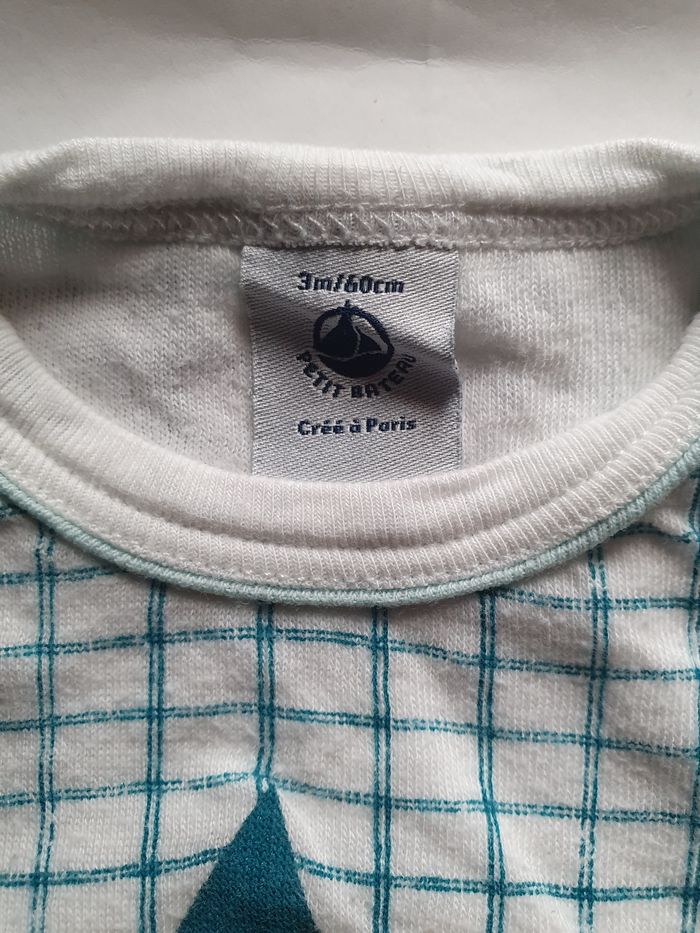 3m/60cm
PETIT BATEAU
Créé à Paris